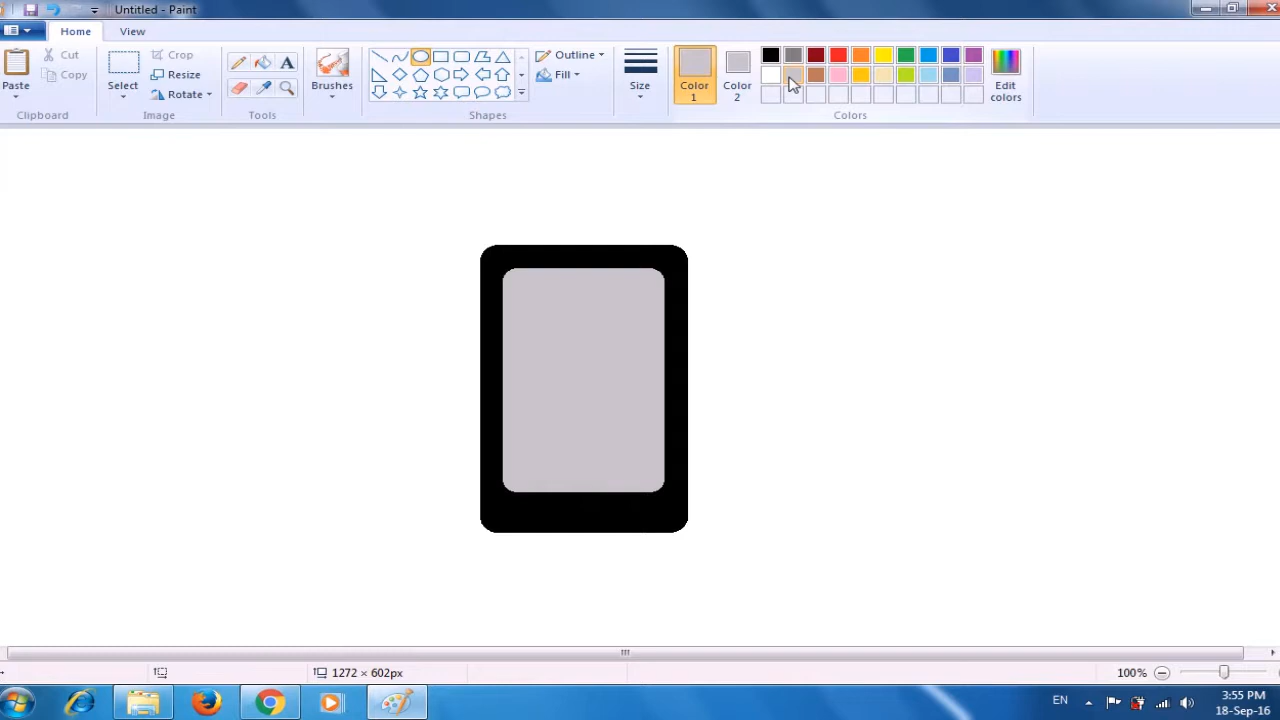 Untitled - Paint
Home
View
Paste
Cut
Copy
Clipboard
Select
Crop
Resize
Rotate
Image
Tools
Brushes
Shapes
Outline
Fill
Size
Color 1
Color 2
Edit colors
Colors
1272 × 602px
100%
EN
3:55 PM
18-Sep-16